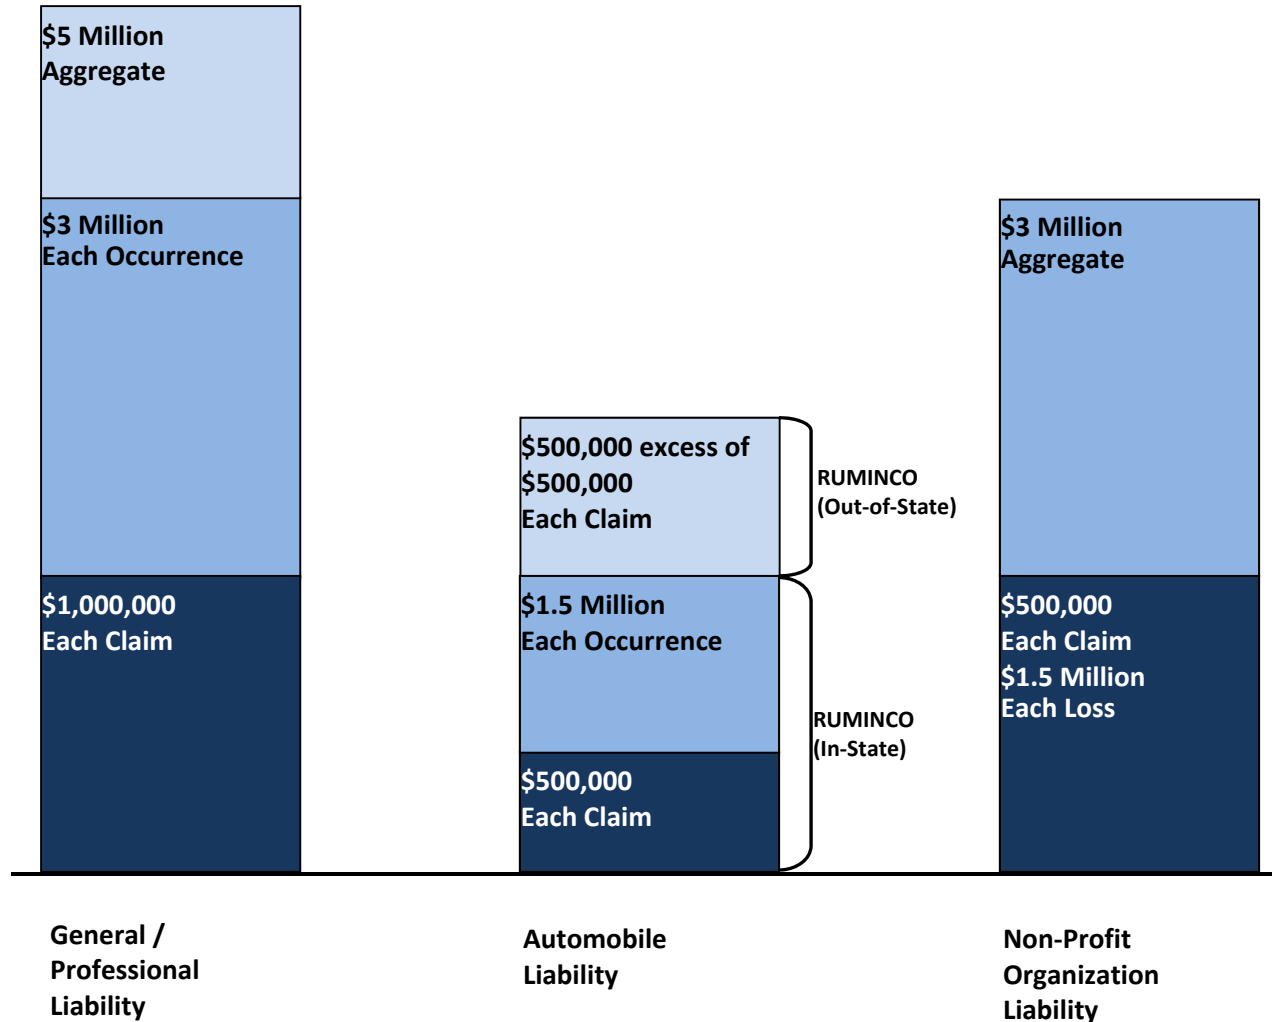 $5 Million
Aggregate
$3 Million
Each Occurrence
$1,000,000
Each Claim
$500,000 excess of
$500,000
Each Claim
RUMINCO
(Out-of-State)
$1.5 Million
Each Occurrence
RUMINCO
(In-State)
$500,000
Each Claim
$3 Million
Aggregate
$500,000
Each Claim
$1.5 Million
Each Loss
General /
Professional
Liability
Automobile
Liability
Non-Profit
Organization
Liability